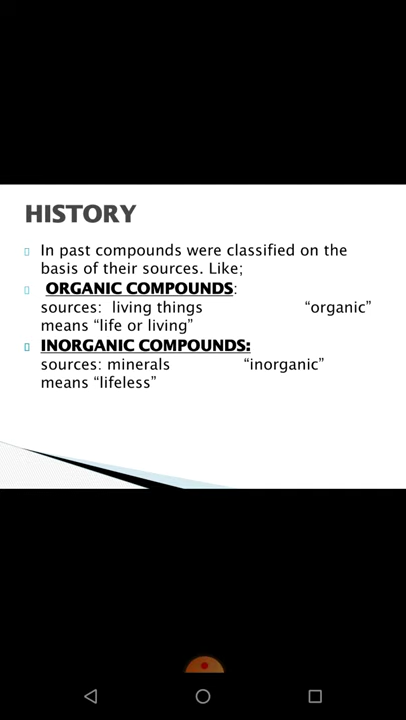 HISTORY
In past compounds were classified on the
basis of their sources. Like;
ORGANIC COMPOUNDS:
sources: living things “organic”
means “life or living”
INORGANIC COMPOUNDS:
sources: minerals “inorganic”
means “lifeless”